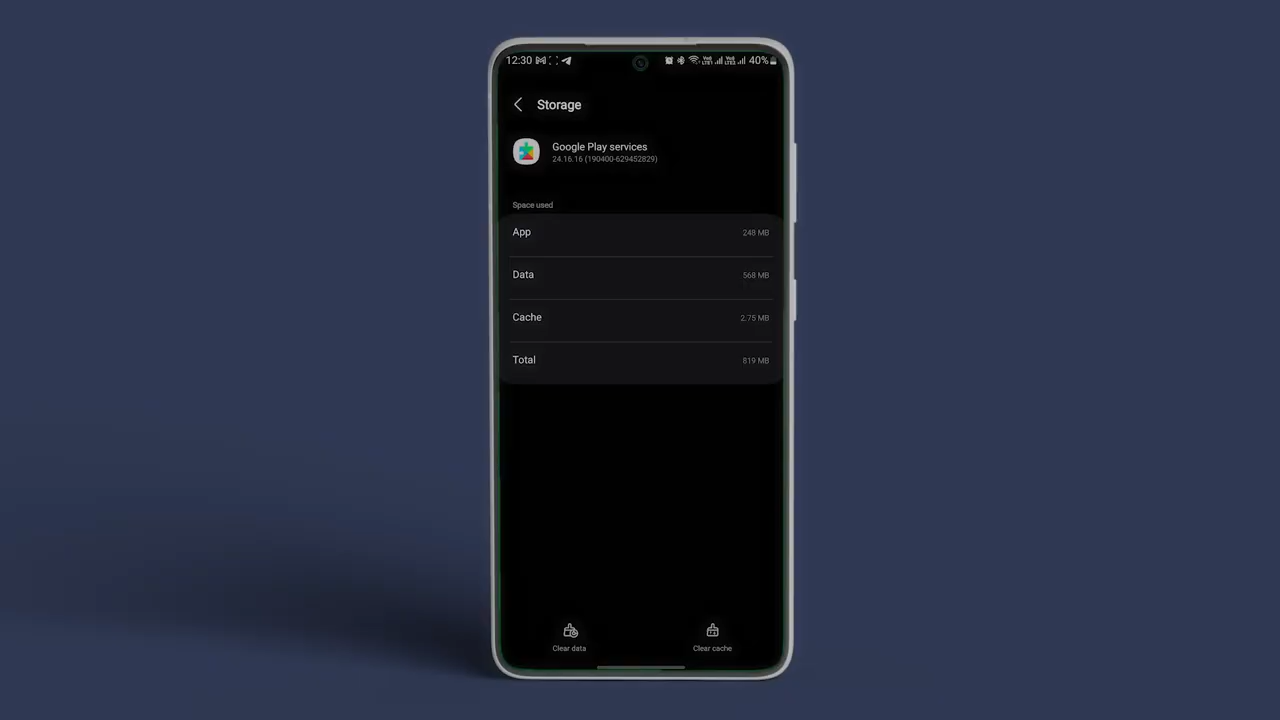 12:30 40%
Storage
Google Play services
24.16.16 (190400-629452829)
Space used
App 248 MB
Data 568 MB
Cache 2.75 MB
Total 819 MB
Clear data Clear cache